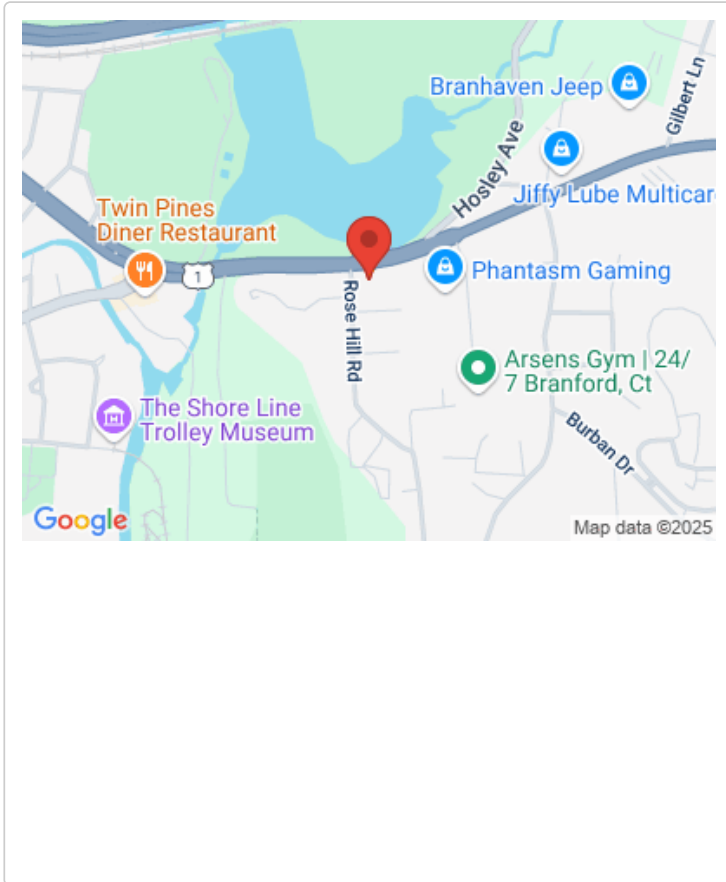 Branhaven Jeep
Gilbert Ln
Hosley Ave
Jiffy Lube Multicar
Twin Pines
Diner Restaurant
1
Phantasm Gaming
Rose Hill Rd
Arsens Gym | 24/
7 Branford, Ct
The Shore Line
Trolley Museum
Burban Dr
Google
Map data ©2025